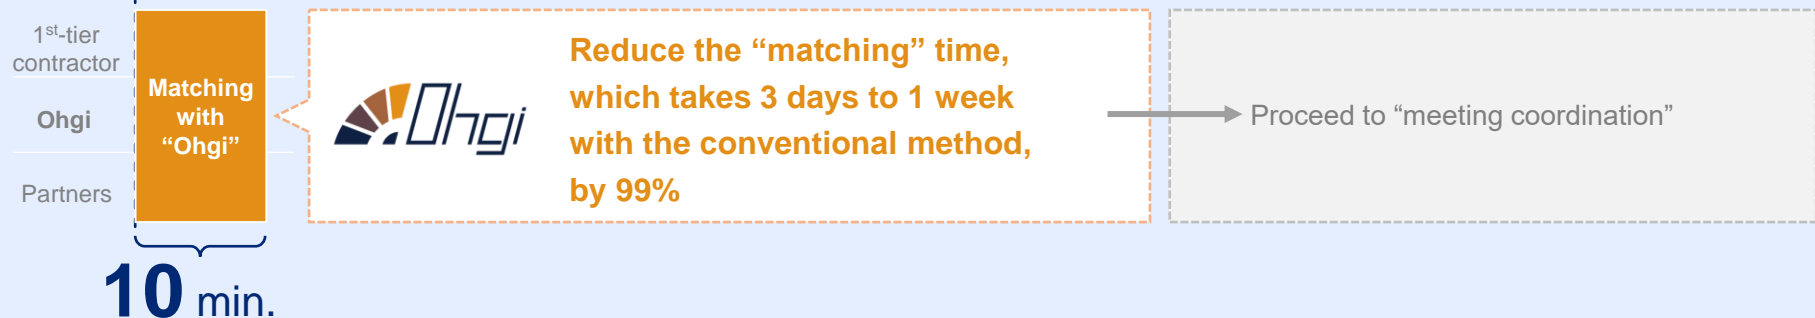 1st-tier
contractor
Ohgi
Partners
Matching
with
“Ohgi”
10 min.
Ohgi
Reduce the “matching” time,
which takes 3 days to 1 week
with the conventional method,
by 99%
Proceed to “meeting coordination”